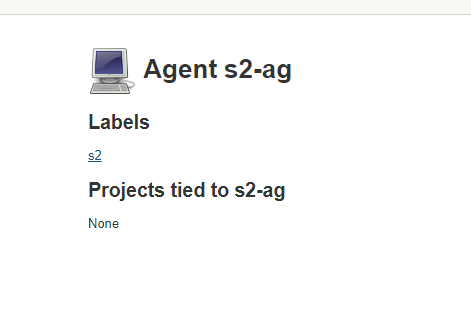 Agent s2-ag
Labels
s2
Projects tied to s2-ag
None